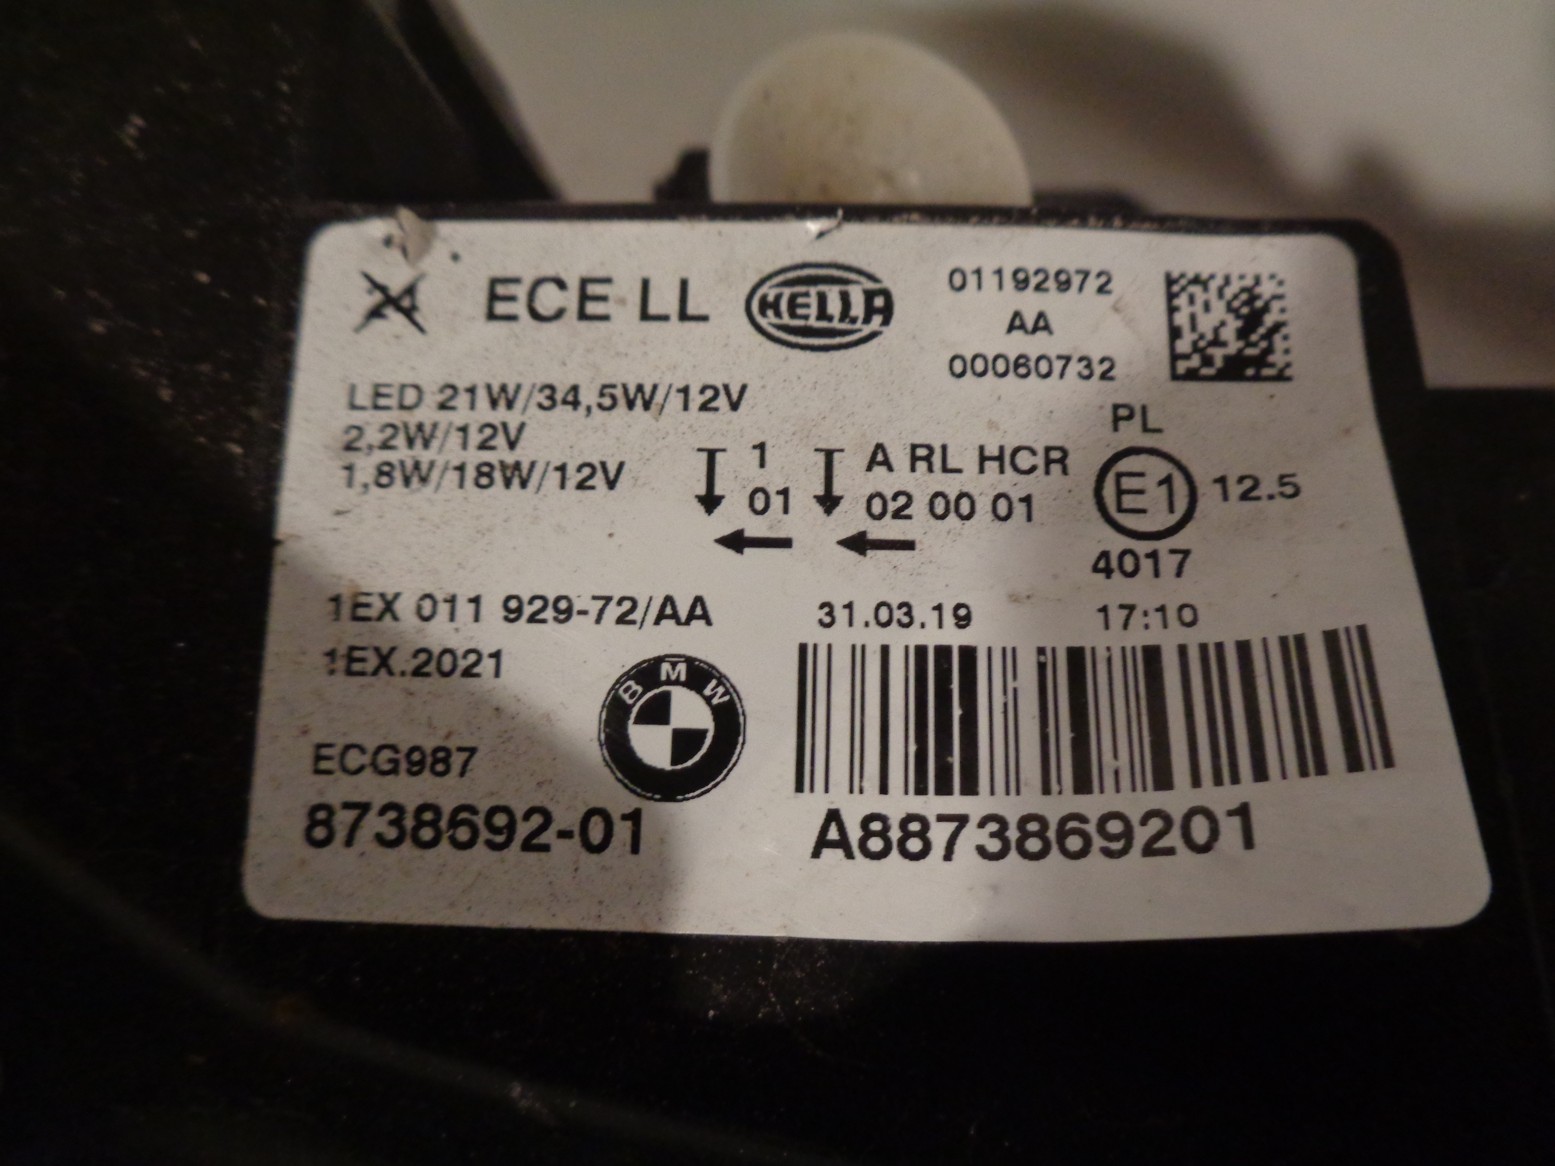 24 ECE LL HELLA
01192972
AA
00060732
LED 21W/34,5W/12V
2,2W/12V
1,8W/18W/12V
1
01
A RL HCR
02 00 01
PL
E1 12.5
4017
1EX 011 929-72/AA
31.03.19 17:10
1EX.2021
BMW
ECG987
8738692-01
A8873869201